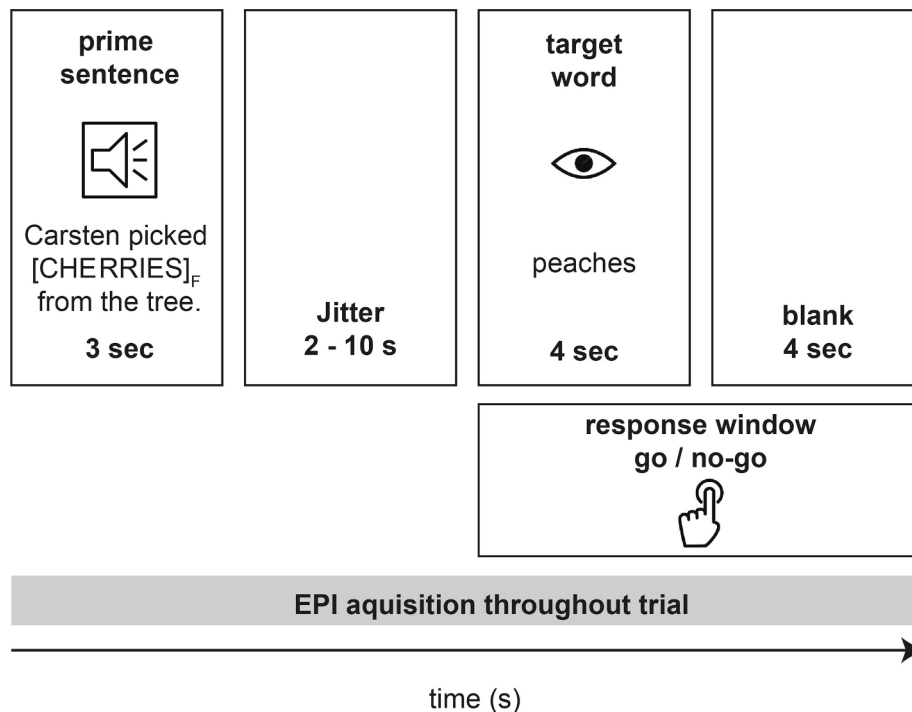 prime
sentence
Carsten picked
[CHERRIES]F
from the tree.
3 sec
Jitter
2 - 10 s
target
word
peaches
4 sec
blank
4 sec
response window
go / no-go
EPI aquisition throughout trial
time (s)